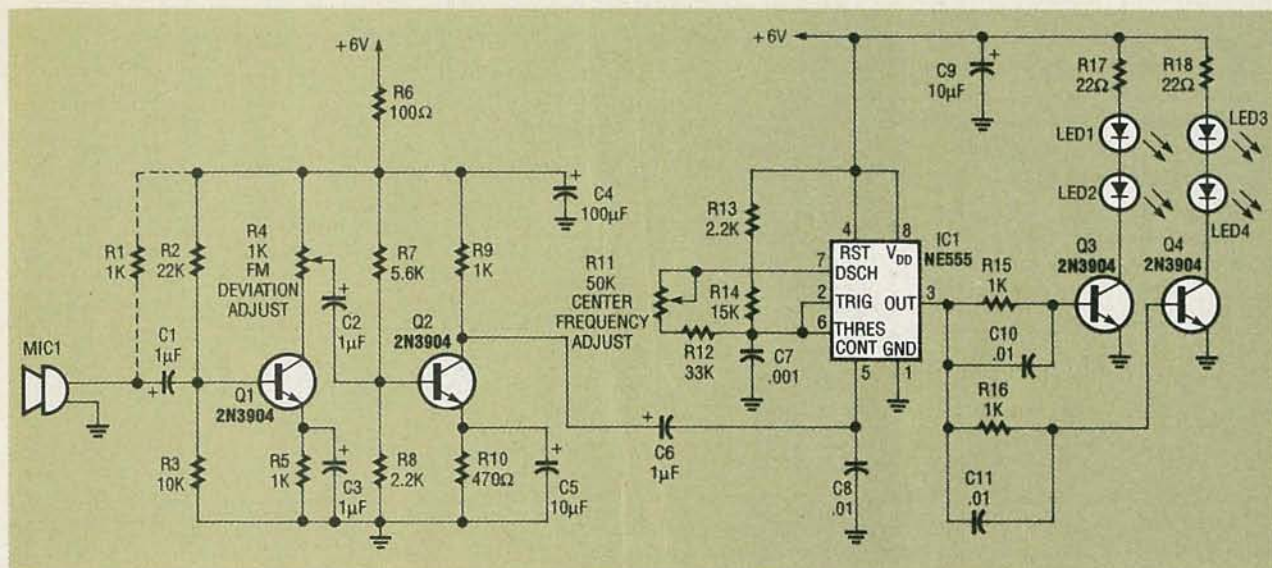 +6V
R6
100Ω
R1
1K
R2
22K
R4
1K
FM
DEVIATION
ADJUST
R7
5.6K
R9
1K
C4
100µF
C2
1µF
Q2
2N3904
MIC1
C1
1µF
Q1
2N3904
R3
10K
R5
1K
C3
1µF
R8
2.2K
R10
470Ω
C5
10µF
C6
1µF
+6V
C9
10µF
R17
22Ω
R18
22Ω
LED1
LED3
LED2
LED4
R13
2.2K
R11
50K
CENTER
FREQUENCY
ADJUST
R14
15K
R12
33K
C7
.001
4
8
RST
V_DD
7
DSCH
2
TRIG
OUT
3
6
THRES
CONT
GND
5
1
IC1
NE555
R15
1K
C10
.01
R16
1K
C11
.01
C8
.01
Q3
2N3904
Q4
2N3904
+
+
+
+
+
+
+